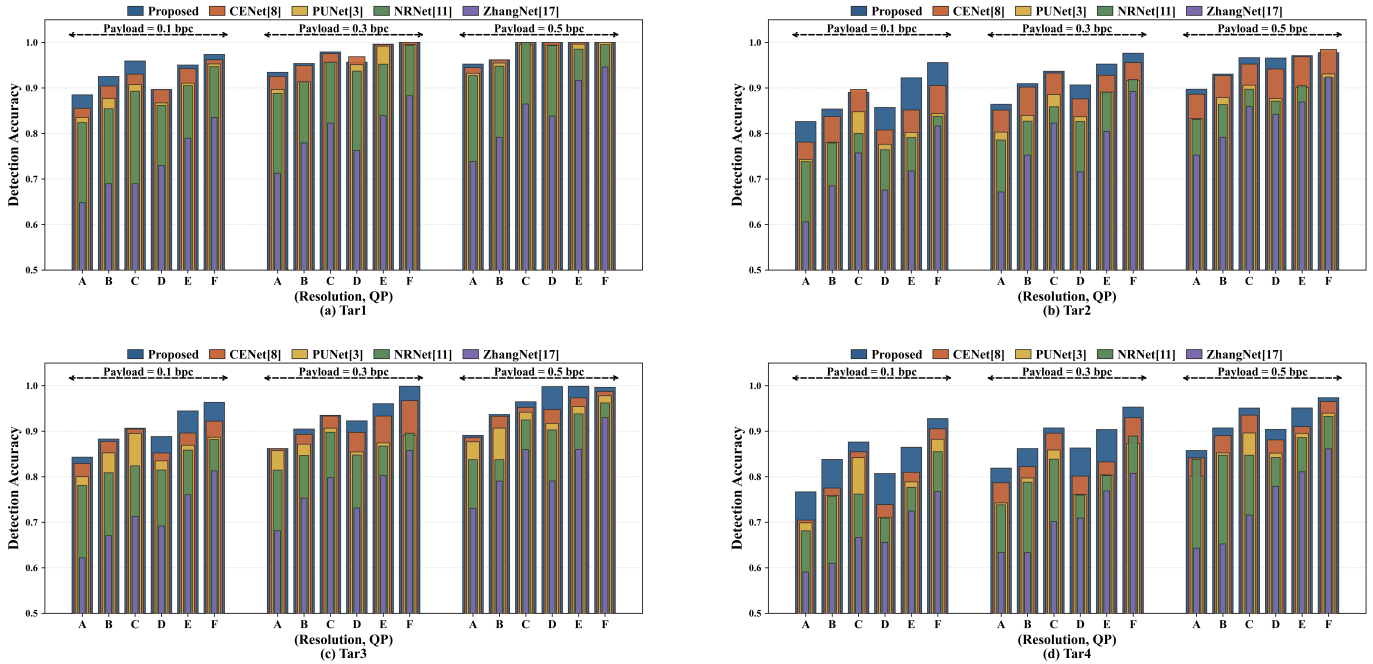 Proposed CENet[8] PUNet[3] NRNet[11] ZhangNet[17]
Payload = 0.1 bpc Payload = 0.3 bpc Payload = 0.5 bpc
1.0
0.9
0.8
0.7
0.6
0.5
Detection Accuracy
A B C D E F A B C D E F A B C D E F
(Resolution, QP)
(a) Tar1
Proposed CENet[8] PUNet[3] NRNet[11] ZhangNet[17]
Payload = 0.1 bpc Payload = 0.3 bpc Payload = 0.5 bpc
1.0
0.9
0.8
0.7
0.6
0.5
Detection Accuracy
A B C D E F A B C D E F A B C D E F
(Resolution, QP)
(b) Tar2
Proposed CENet[8] PUNet[3] NRNet[11] ZhangNet[17]
Payload = 0.1 bpc Payload = 0.3 bpc Payload = 0.5 bpc
1.0
0.9
0.8
0.7
0.6
0.5
Detection Accuracy
A B C D E F A B C D E F A B C D E F
(Resolution, QP)
(c) Tar3
Proposed CENet[8] PUNet[3] NRNet[11] ZhangNet[17]
Payload = 0.1 bpc Payload = 0.3 bpc Payload = 0.5 bpc
1.0
0.9
0.8
0.7
0.6
0.5
Detection Accuracy
A B C D E F A B C D E F A B C D E F
(Resolution, QP)
(d) Tar4